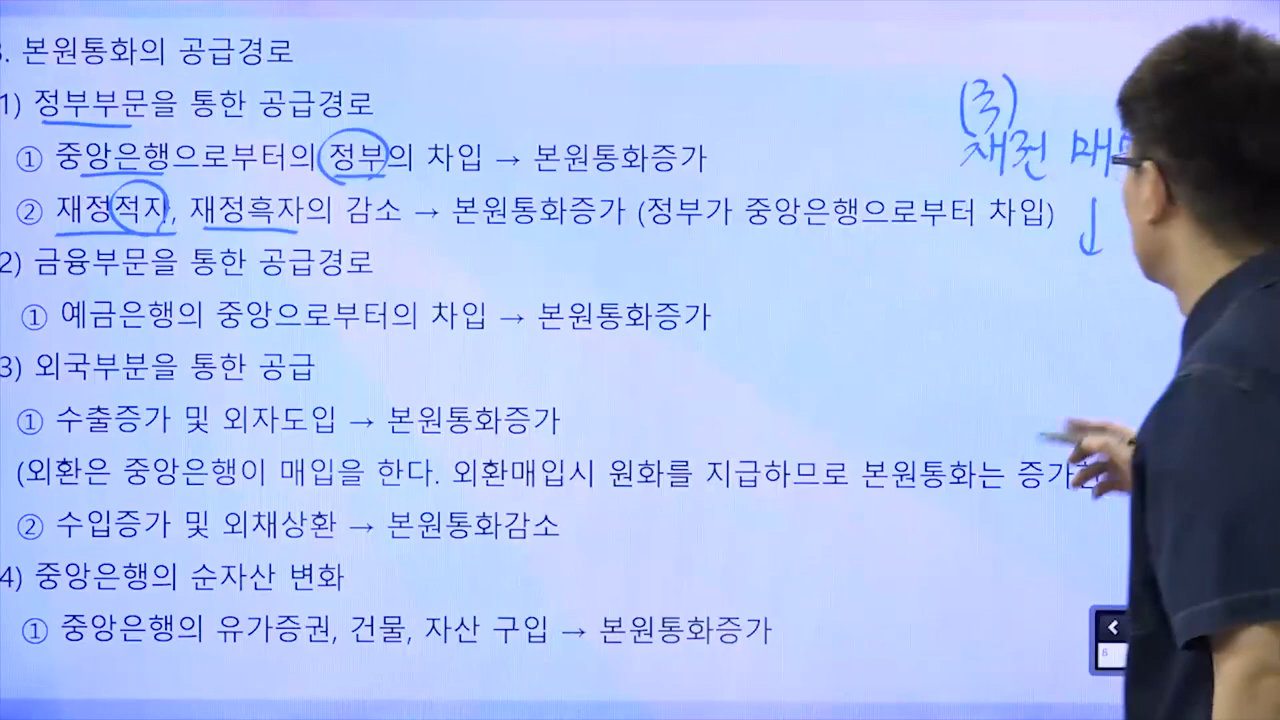 . 본원통화의 공급경로
1) 정부부문을 통한 공급경로
① 중앙은행으로부터의 정부의 차입 → 본원통화증가
② 재정적자, 재정흑자의 감소 → 본원통화증가 (정부가 중앙은행으로부터 차입)
2) 금융부문을 통한 공급경로
① 예금은행의 중앙으로부터의 차입 → 본원통화증가
3) 외국부분을 통한 공급
① 수출증가 및 외자도입 → 본원통화증가
(외환은 중앙은행이 매입을 한다. 외환매입시 원화를 지급하므로 본원통화는 증가
② 수입증가 및 외채상환 → 본원통화감소
4) 중앙은행의 순자산 변화
① 중앙은행의 유가증권, 건물, 자산 구입 → 본원통화증가
(국)
채권
↓